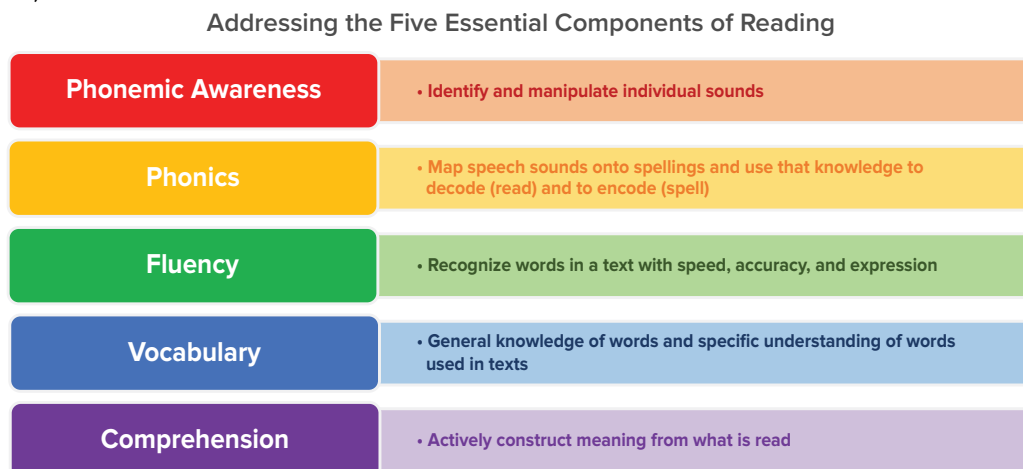 Addressing the Five Essential Components of Reading
Phonemic Awareness
• Identify and manipulate individual sounds
Phonics
• Map speech sounds onto spellings and use that knowledge to
decode (read) and to encode (spell)
Fluency
• Recognize words in a text with speed, accuracy, and expression
Vocabulary
• General knowledge of words and specific understanding of words
used in texts
Comprehension
• Actively construct meaning from what is read